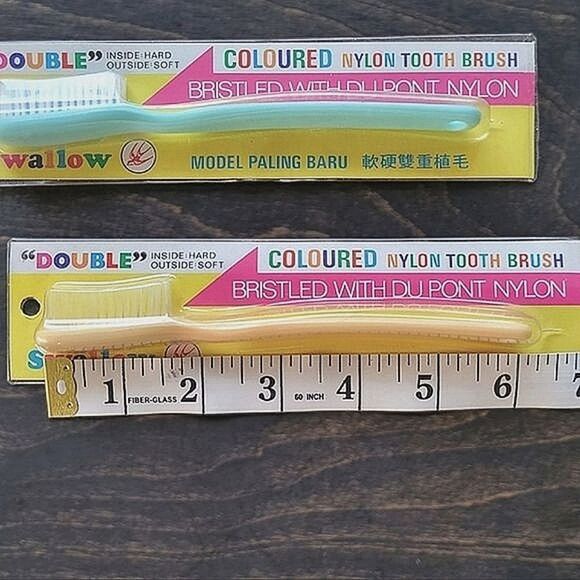 DOUBLE" INSIDE:HARD OUTSIDE:SOFT
COLOURED NYLON TOOTH BRUSH
BRISTLED WITH DU PONT NYLON
wallow
MODEL PALING BARU 軟硬雙重植毛
"DOUBLE" INSIDE:HARD OUTSIDE:SOFT
COLOURED NYLON TOOTH BRUSH
BRISTLED WITH DU PONT NYLON
swallow
1 2 3 4 5 6 7
FIBER-GLASS 60 INCH